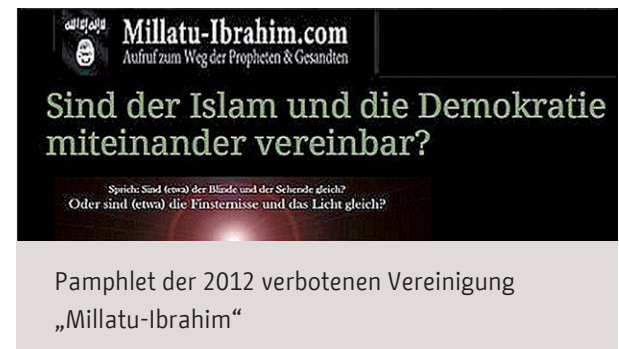 Millatu-Ibrahim.com
Aufruf zum Weg der Propheten & Gesandten
Sind der Islam und die Demokratie
miteinander vereinbar?
Sprich: Sind (etwa) der Blinde und der Sehende gleich?
Oder sind (etwa) die Finsternisse und das Licht gleich?
Pamphlet der 2012 verbotenen Vereinigung
„Millatu-Ibrahim“